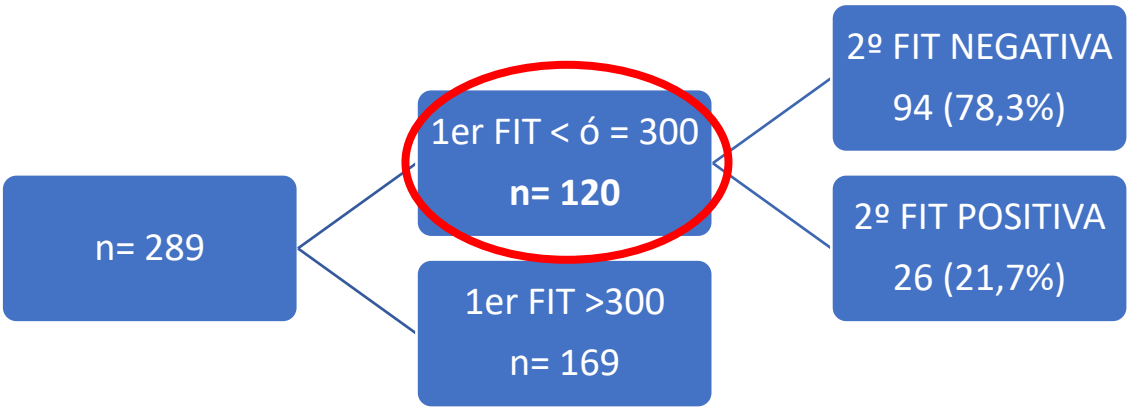 n= 289
1er FIT < ó = 300
n= 120
1er FIT >300
n= 169
2º FIT NEGATIVA
94 (78,3%)
2º FIT POSITIVA
26 (21,7%)